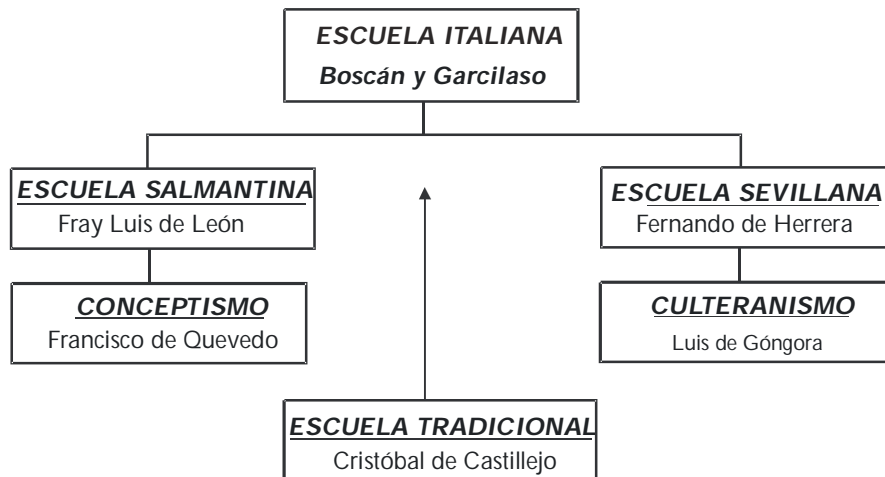 ESCUELA ITALIANA
Boscán y Garcilaso
ESCUELA SALMANTINA
Fray Luis de León
ESCUELA SEVILLANA
Fernando de Herrera
CONCEPTISMO
Francisco de Quevedo
CULTERANISMO
Luis de Góngora
ESCUELA TRADICIONAL
Cristóbal de Castillejo